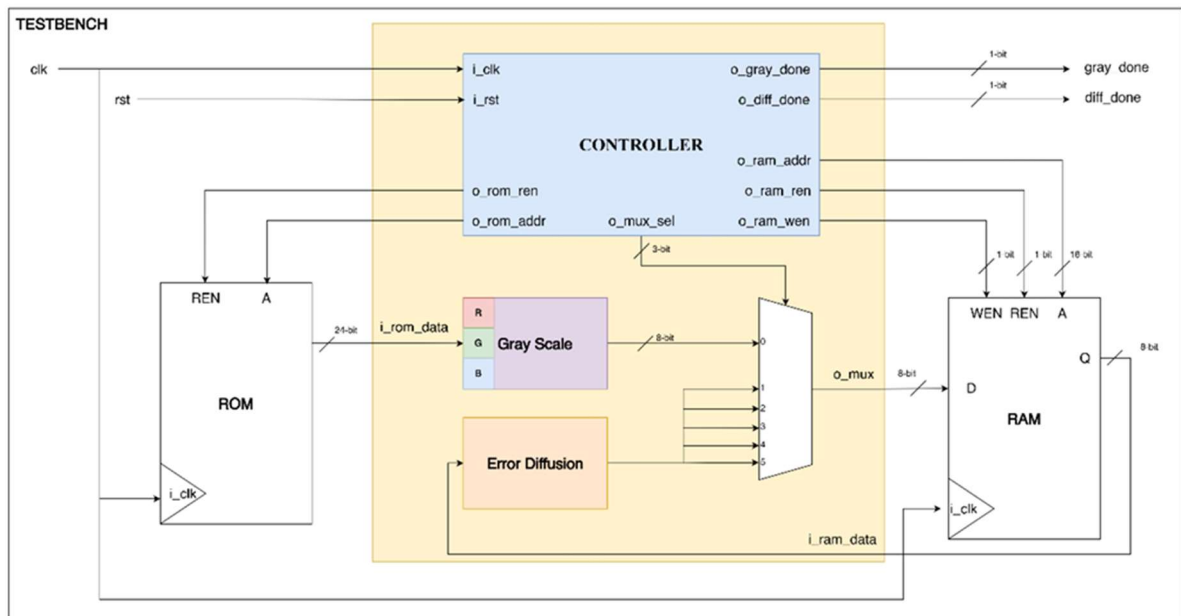 TESTBENCH
clk
rst
i_clk
i_rst
o_gray_done
o_diff_done
1-bit
1-bit
gray_done
diff_done
CONTROLLER
o_ram_addr
o_rom_ren
o_ram_ren
o_rom_addr
o_mux_sel
o_ram_wen
3-bit
1-bit
1-bit
16-bit
REN
A
WEN REN A
24-bit
i_rom_data
R
G
B
Gray Scale
8-bit
0
1
2
3
4
5
o_mux
8-bit
D
Q
8-bit
ROM
RAM
Error Diffusion
i_clk
i_clk
i_ram_data